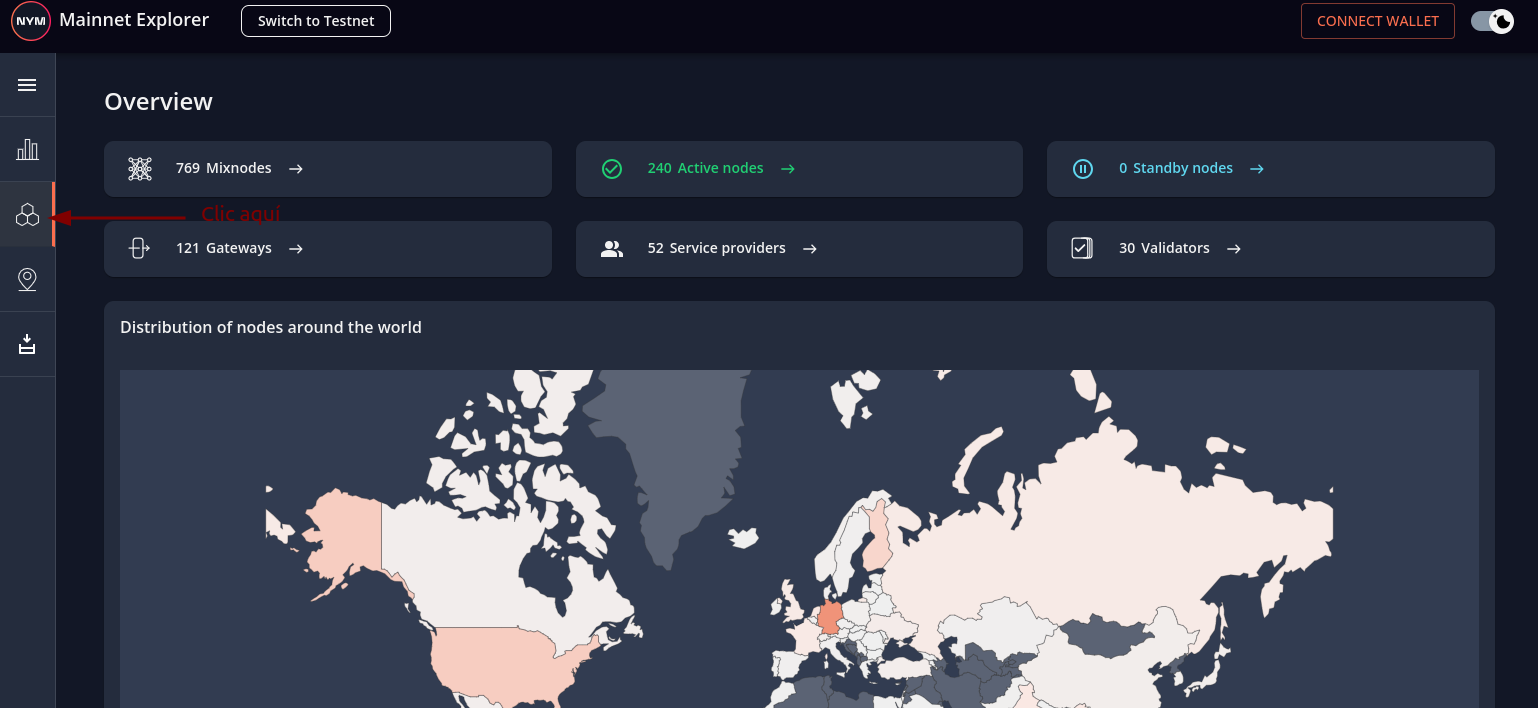 NYM Mainnet Explorer Switch to Testnet CONNECT WALLET
Overview
769 Mixnodes
240 Active nodes
0 Standby nodes
Clic aquí
121 Gateways
52 Service providers
30 Validators
Distribution of nodes around the world